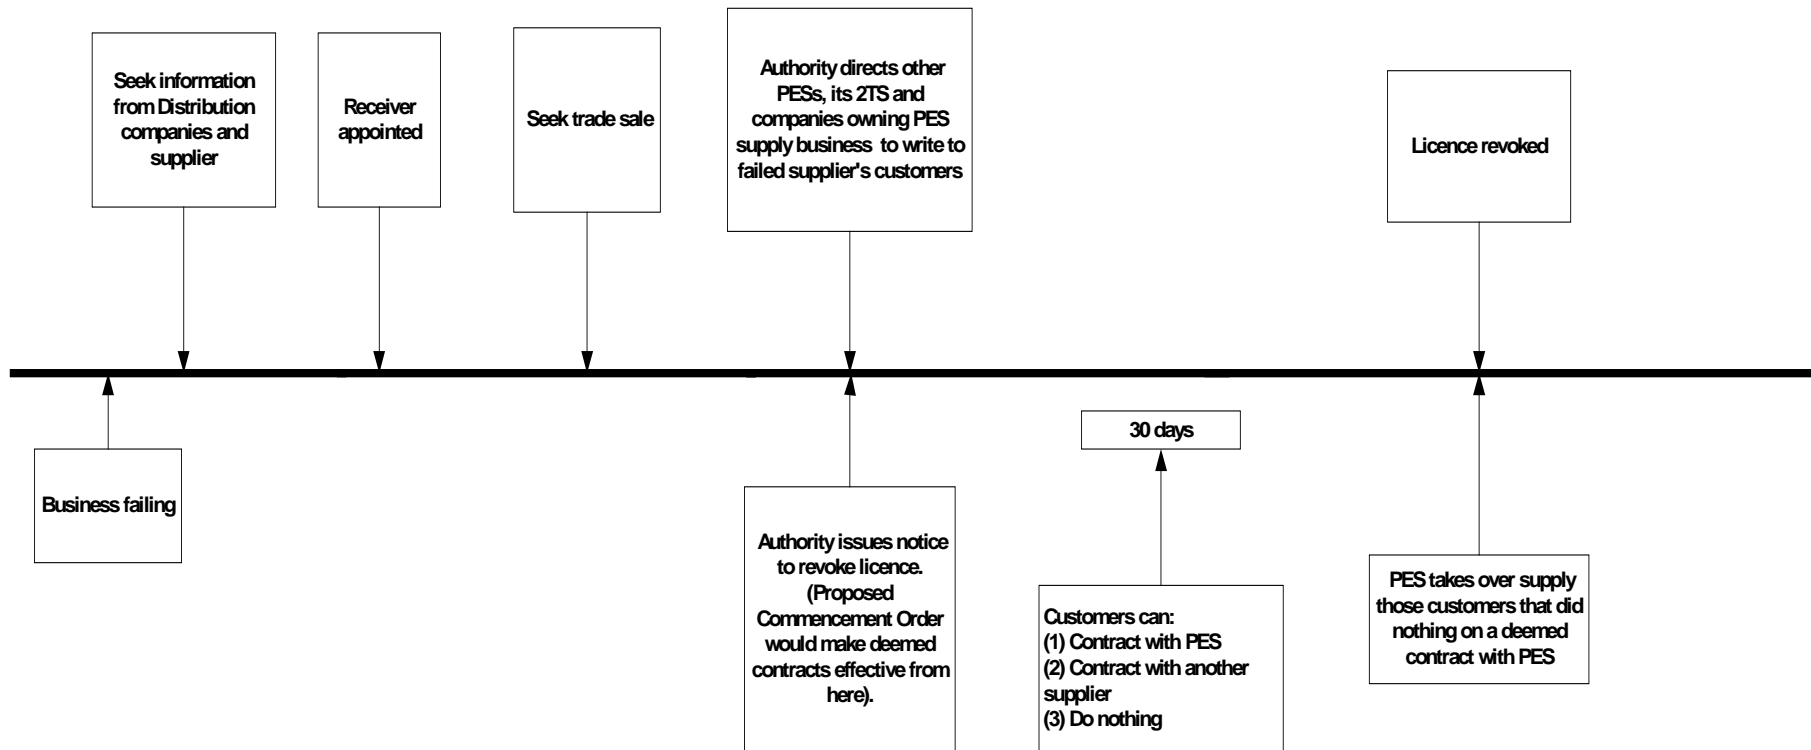 Seek information
from Distribution
companies and
supplier
Receiver
appointed
Seek trade sale
Authority directs other
PESs, its 2TS and
companies owning PES
supply business to write to
failed supplier's customers
Licence revoked
Business failing
Authority issues notice
to revoke licence.
(Proposed
Commencement Order
would make deemed
contracts effective from
here).
30 days
Customers can:
(1) Contract with PES
(2) Contract with another
supplier
(3) Do nothing
PES takes over supply
those customers that did
nothing on a deemed
contract with PES